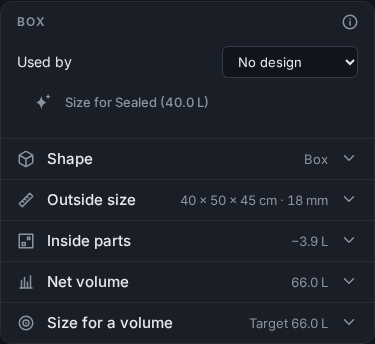 BOX
Used by
No design
Size for Sealed (40.0 L)
Shape
Box
Outside size
40 × 50 × 45 cm · 18 mm
Inside parts
−3.9 L
Net volume
66.0 L
Size for a volume
Target 66.0 L